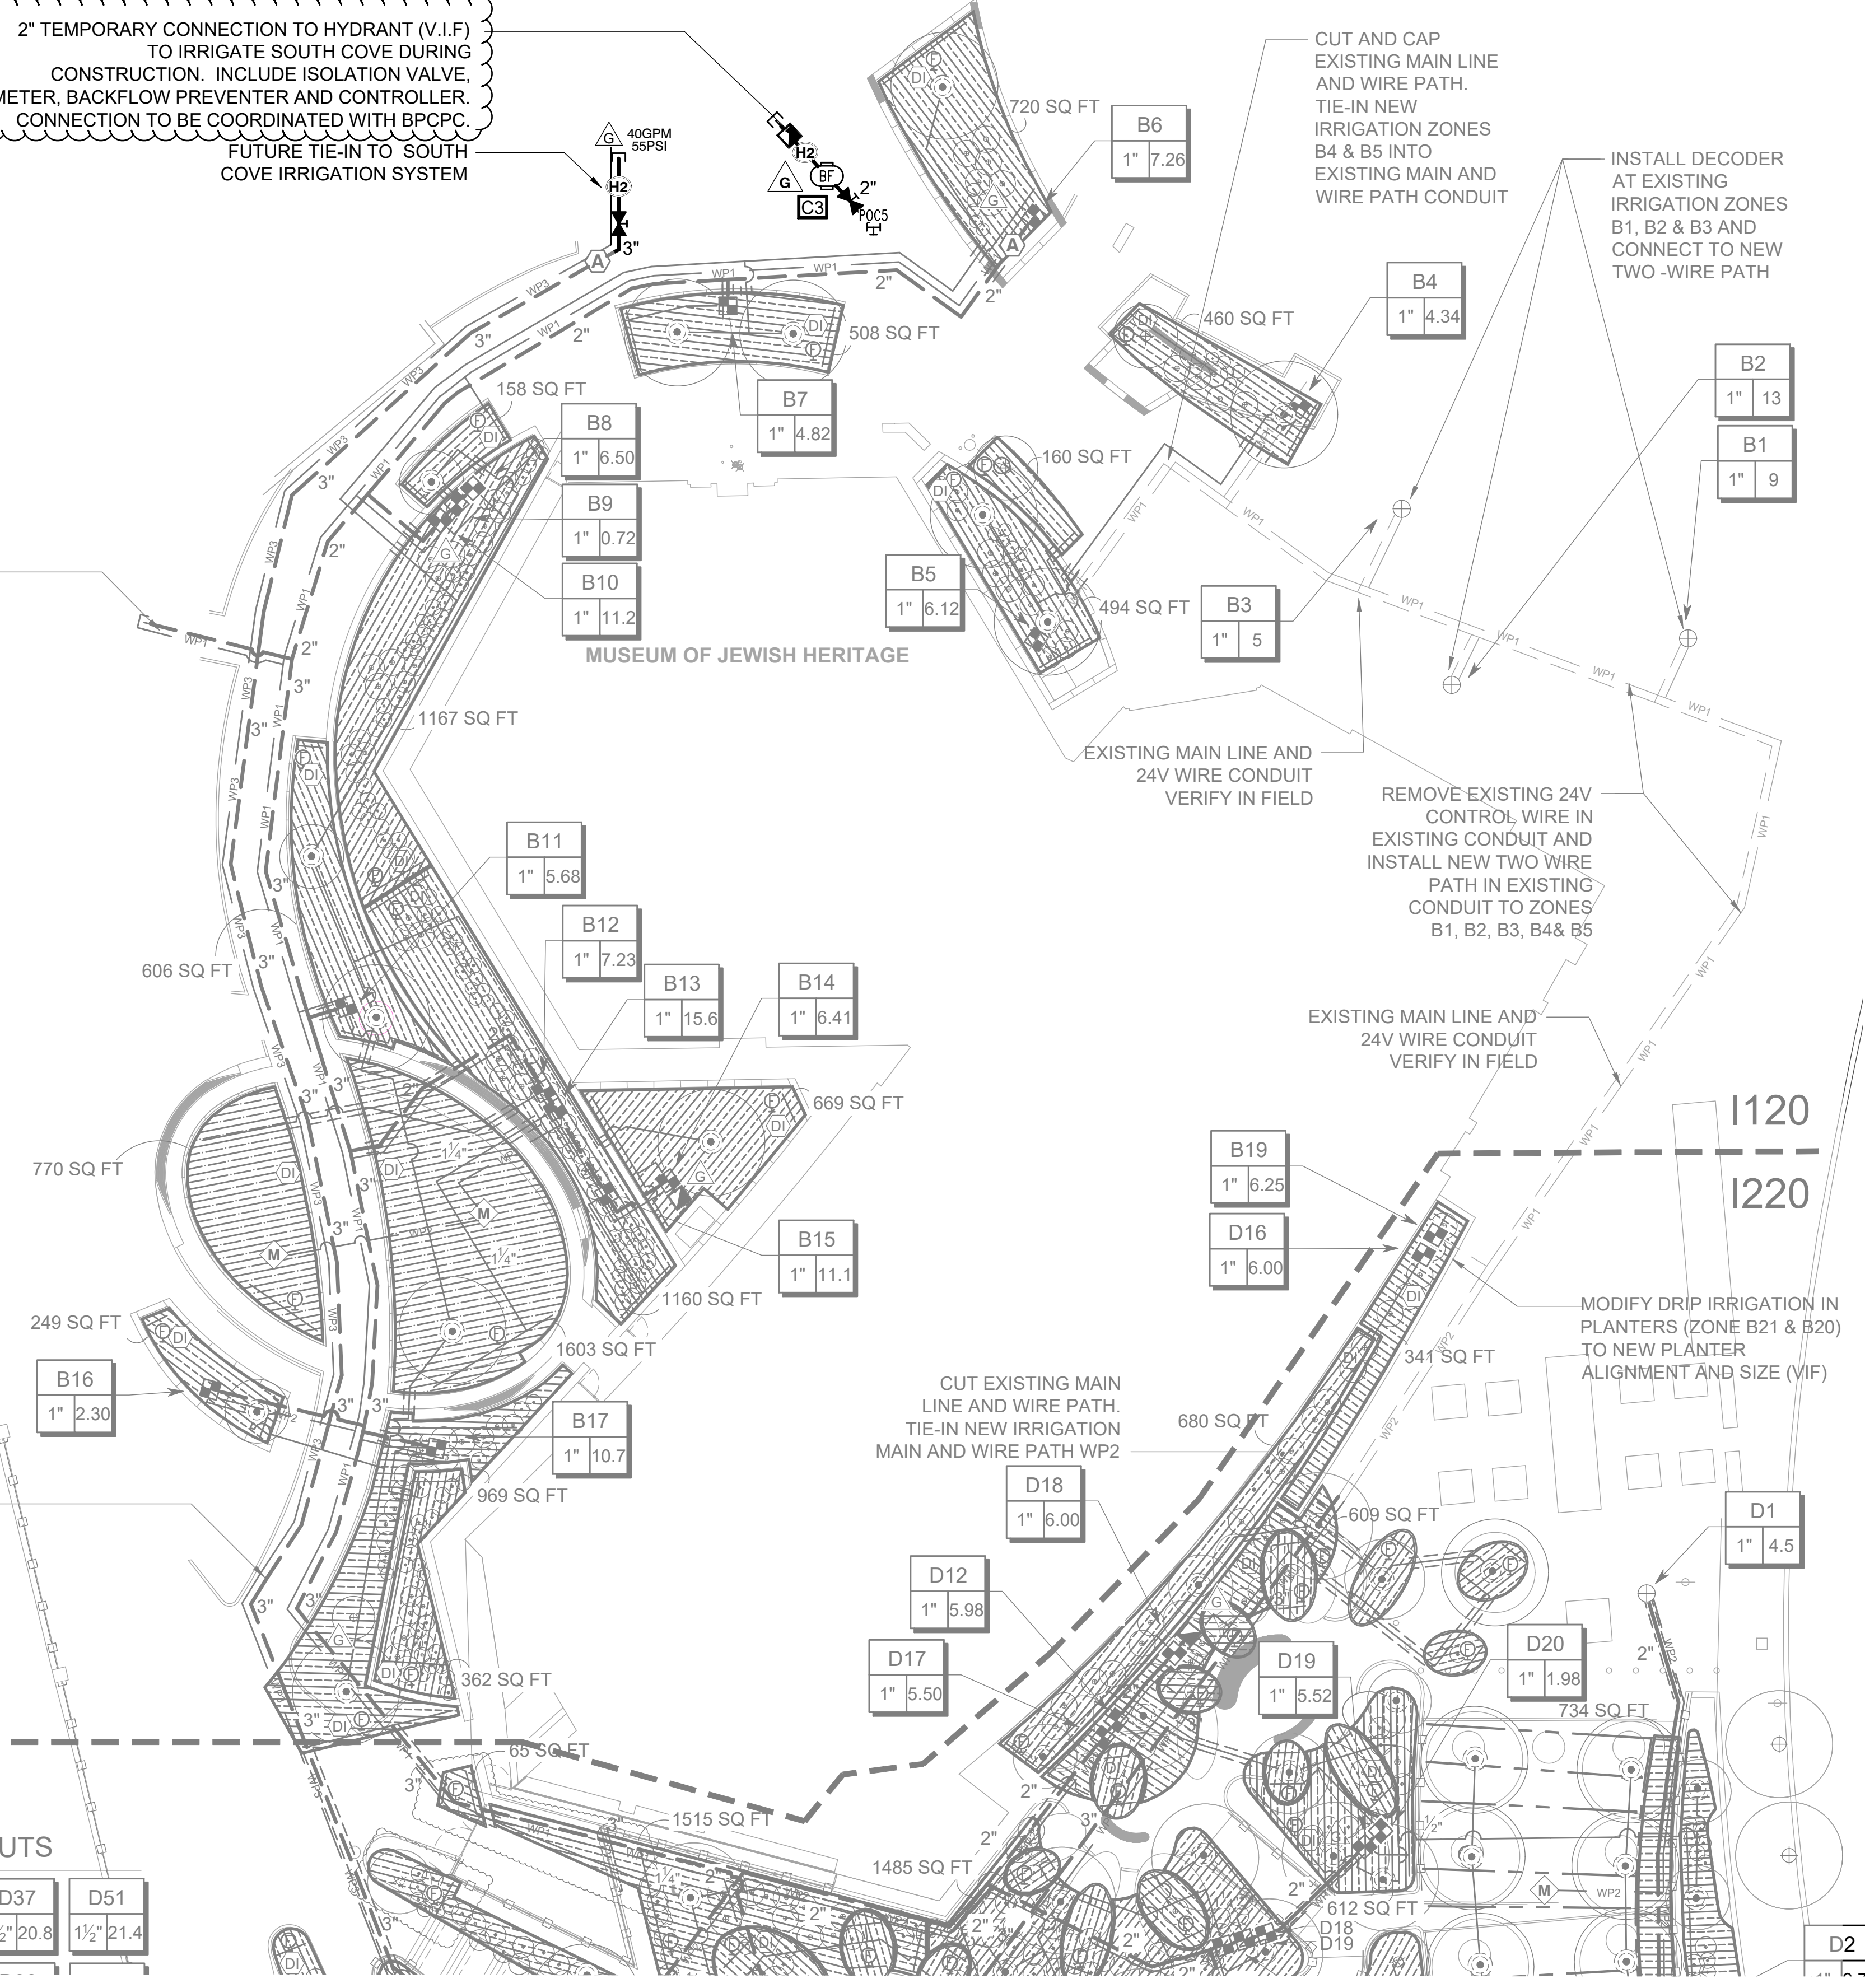 2" TEMPORARY CONNECTION TO HYDRANT (V.I.F)
TO IRRIGATE SOUTH COVE DURING
CONSTRUCTION. INCLUDE ISOLATION VALVE,
METER, BACKFLOW PREVENTER AND CONTROLLER.
CONNECTION TO BE COORDINATED WITH BPCPC.
FUTURE TIE-IN TO SOUTH
COVE IRRIGATION SYSTEM
G
40GPM
55PSI
H2
3"
A
H2
G
BF
C3
2"
POC5
720 SQ FT
B6
1" 7.26
CUT AND CAP
EXISTING MAIN LINE
AND WIRE PATH.
TIE-IN NEW
IRRIGATION ZONES
B4 & B5 INTO
EXISTING MAIN AND
WIRE PATH CONDUIT
INSTALL DECODER
AT EXISTING
IRRIGATION ZONES
B1, B2 & B3 AND
CONNECT TO NEW
TWO -WIRE PATH
B4
1" 4.34
460 SQ FT
B2
1" 13
B1
1" 9
508 SQ FT
B7
1" 4.82
158 SQ FT
B8
1" 6.50
B9
1" 0.72
B10
1" 11.2
160 SQ FT
B5
1" 6.12
494 SQ FT
B3
1" 5
MUSEUM OF JEWISH HERITAGE
1167 SQ FT
EXISTING MAIN LINE AND
24V WIRE CONDUIT
VERIFY IN FIELD
REMOVE EXISTING 24V
CONTROL WIRE IN
EXISTING CONDUIT AND
INSTALL NEW TWO WIRE
PATH IN EXISTING
CONDUIT TO ZONES
B1, B2, B3, B4& B5
B11
1" 5.68
B12
1" 7.23
606 SQ FT
B13
1" 15.6
B14
1" 6.41
EXISTING MAIN LINE AND
24V WIRE CONDUIT
VERIFY IN FIELD
669 SQ FT
I120
I220
770 SQ FT
B19
1" 6.25
D16
1" 6.00
B15
1" 11.1
1160 SQ FT
249 SQ FT
1603 SQ FT
MODIFY DRIP IRRIGATION IN
PLANTERS (ZONE B21 & B20)
TO NEW PLANTER
ALIGNMENT AND SIZE (VIF)
341 SQ FT
B16
1" 2.30
CUT EXISTING MAIN
LINE AND WIRE PATH.
TIE-IN NEW IRRIGATION
MAIN AND WIRE PATH WP2
680 SQ FT
B17
1" 10.7
969 SQ FT
D18
1" 6.00
609 SQ FT
D1
1" 4.5
D12
1" 5.98
D17
1" 5.50
D19
1" 5.52
D20
1" 1.98
362 SQ FT
734 SQ FT
65 SQ FT
1515 SQ FT
1485 SQ FT
612 SQ FT
D18
D19
UTS
D37
½" 20.8
D51
1½" 21.4
D2